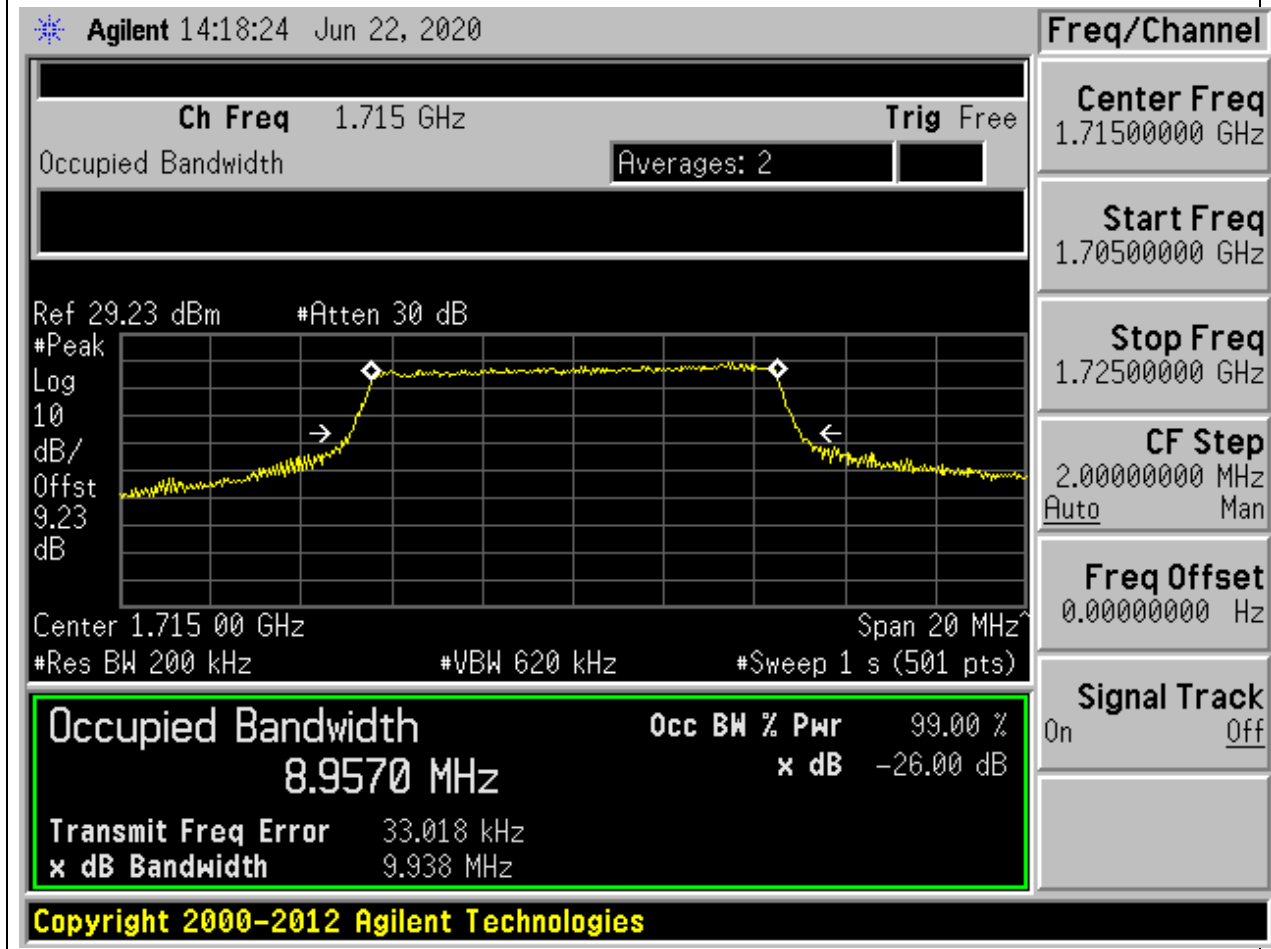 Agilent 14:18:24 Jun 22, 2020
Freq/Channel
Ch Freq 1.715 GHz Trig Free
Occupied Bandwidth Averages: 2
Ref 29.23 dBm #Atten 30 dB
#Peak
Log
10
dB/
Offst
9.23
dB
Center 1.715 00 GHz Span 20 MHz^
#Res BW 200 kHz #VBW 620 kHz #Sweep 1 s (501 pts)
Occupied Bandwidth Occ BW % Pwr 99.00 %
8.9570 MHz x dB -26.00 dB
Transmit Freq Error 33.018 kHz
x dB Bandwidth 9.938 MHz
Center Freq
1.71500000 GHz
Start Freq
1.70500000 GHz
Stop Freq
1.72500000 GHz
CF Step
2.00000000 MHz
Auto Man
Freq Offset
0.00000000 Hz
Signal Track
On Off
Copyright 2000-2012 Agilent Technologies